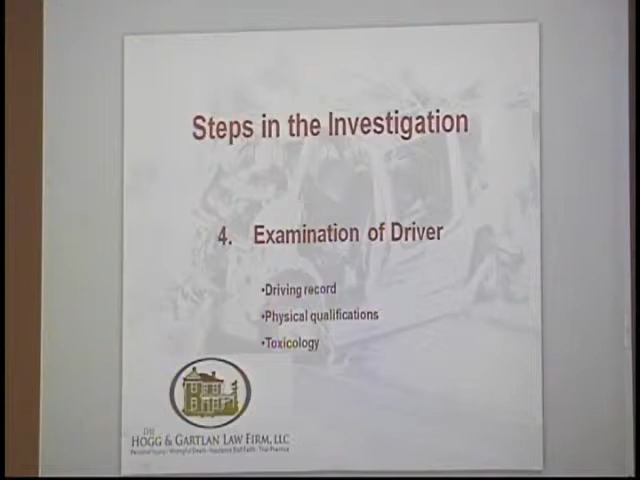 Steps in the Investigation
4. Examination of Driver
•Driving record
•Physical qualifications
•Toxicology
THE
HOGG & GARTLAN LAW FIRM, LLC
Personal Injury • Wrongful Death • Insurance Bad Faith • Trial Practice